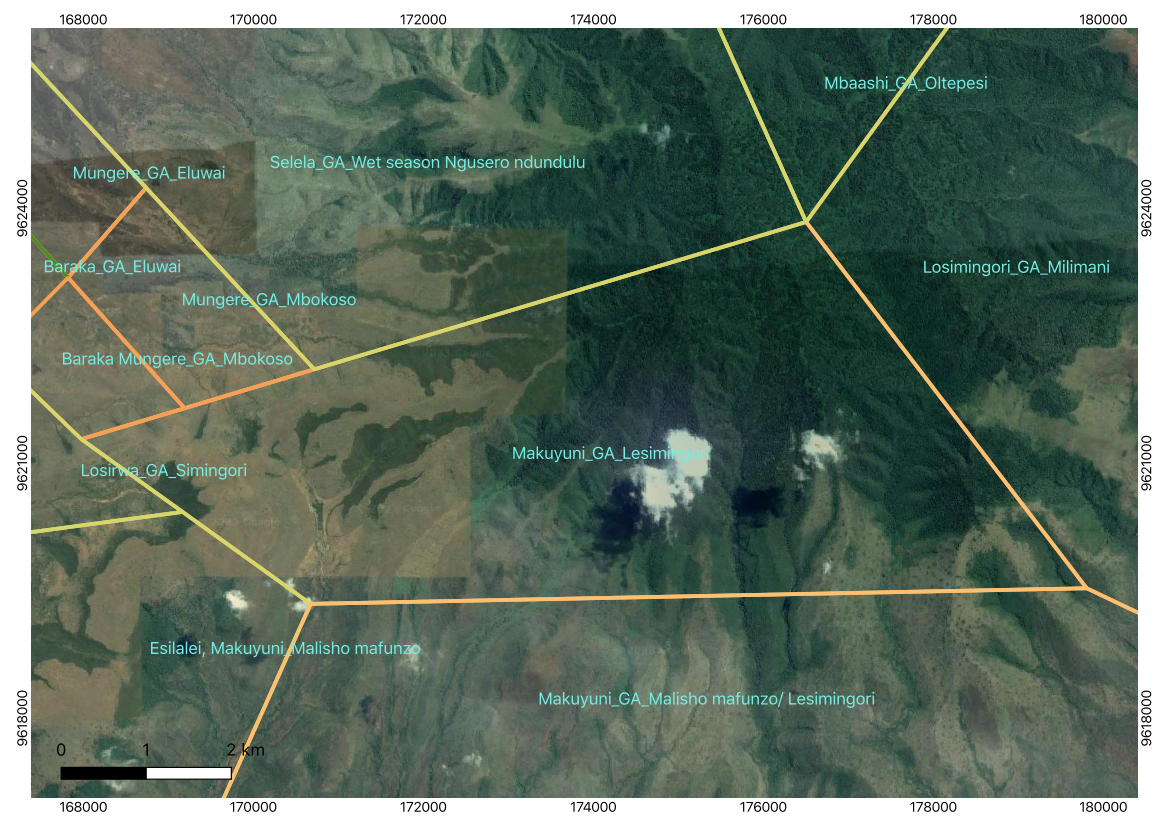 168000 170000 172000 174000 176000 178000 180000
Mbaashi_GA_Oltepesi
Selela_GA_Wet season Ngusero ndundulu
Mungere_GA_Eluwai
9624000 9624000
Baraka_GA_Eluwai
Losimingori_GA_Milimani
Mungere_GA_Mbokoso
Baraka Mungere_GA_Mbokoso
Makuyuni_GA_Lesimingori
9621000 9621000
Losirwa_GA_Simingori
Esilalei, Makuyuni_Malisho mafunzo
Makuyuni_GA_Malisho mafunzo/ Lesimingori
9618000 9618000
0 1 2 km
168000 170000 172000 174000 176000 178000 180000